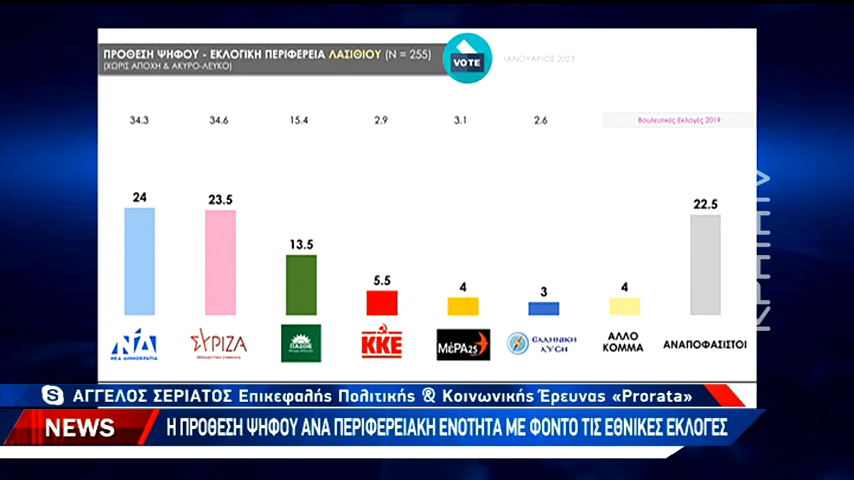 ΠΡΟΘΕΣΗ ΨΗΦΟΥ - ΕΚΛΟΓΙΚΗ ΠΕΡΙΦΕΡΕΙΑ ΛΑΣΙΘΙΟΥ (N = 255)
(ΧΩΡΙΣ ΑΠΟΧΗ & ΑΚΥΡΟ-ΛΕΥΚΟ)
VOTE
ΙΑΝΟΥΑΡΙΟΣ 2023
34.3 34.6 15.4 2.9 3.1 2.6 Βουλευτικές Εκλογές 2019
24 23.5 13.5 5.5 4 3 4 22.5
ΝΔ ΣΥΡΙΖΑ ΠΑΣΟΚ ΚΚΕ ΜέΡΑ25 ΕΛΛΗΝΙΚΗ ΛΥΣΗ ΑΛΛΟ ΚΟΜΜΑ ΑΝΑΠΟΦΑΣΙΣΤΟΙ
ΝΕΑ ΔΗΜΟΚΡΑΤΙΑ
ΚΡΗΤΗTV
ΑΓΓΕΛΟΣ ΣΕΡΙΑΤΟΣ Επικεφαλής Πολιτικής & Κοινωνικής Έρευνας «Prorata»
NEWS Η ΠΡΟΘΕΣΗ ΨΗΦΟΥ ΑΝΑ ΠΕΡΙΦΕΡΕΙΑΚΗ ΕΝΟΤΗΤΑ ΜΕ ΦΟΝΤΟ ΤΙΣ ΕΘΝΙΚΕΣ ΕΚΛΟΓΕΣ